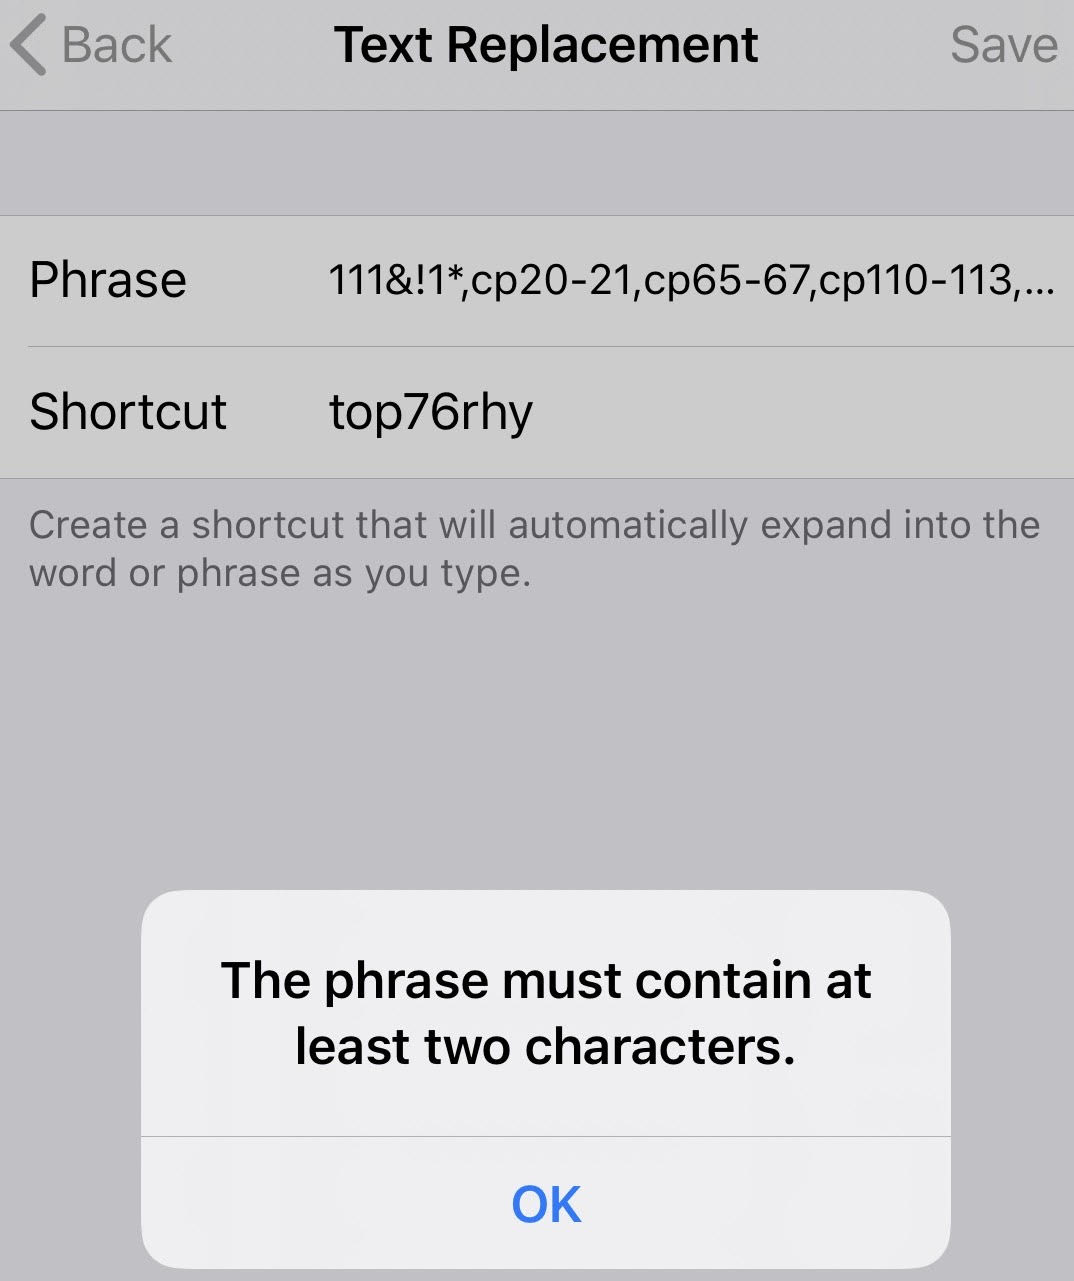 Back Text Replacement Save
Phrase 111&!1*,cp20-21,cp65-67,cp110-113,...
Shortcut top76rhy
Create a shortcut that will automatically expand into the
word or phrase as you type.
The phrase must contain at
least two characters.
OK